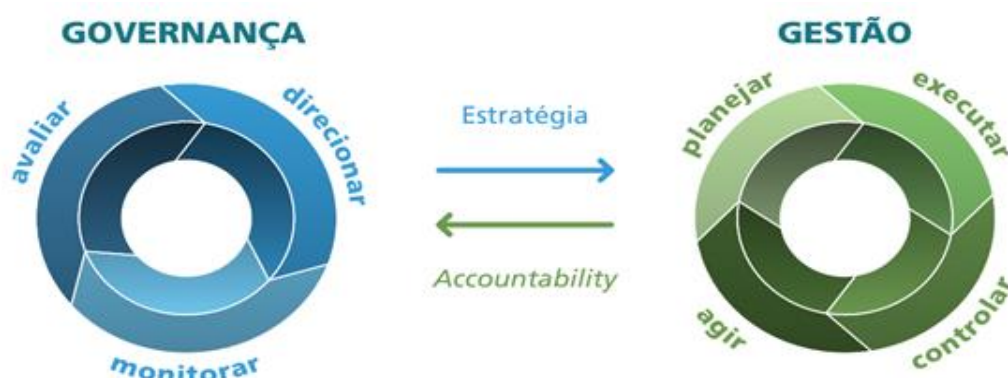 GOVERNANÇA
avaliar
direcionar
monitorar
Estratégia
Accountability
GESTÃO
planejar
executar
controlar
agir